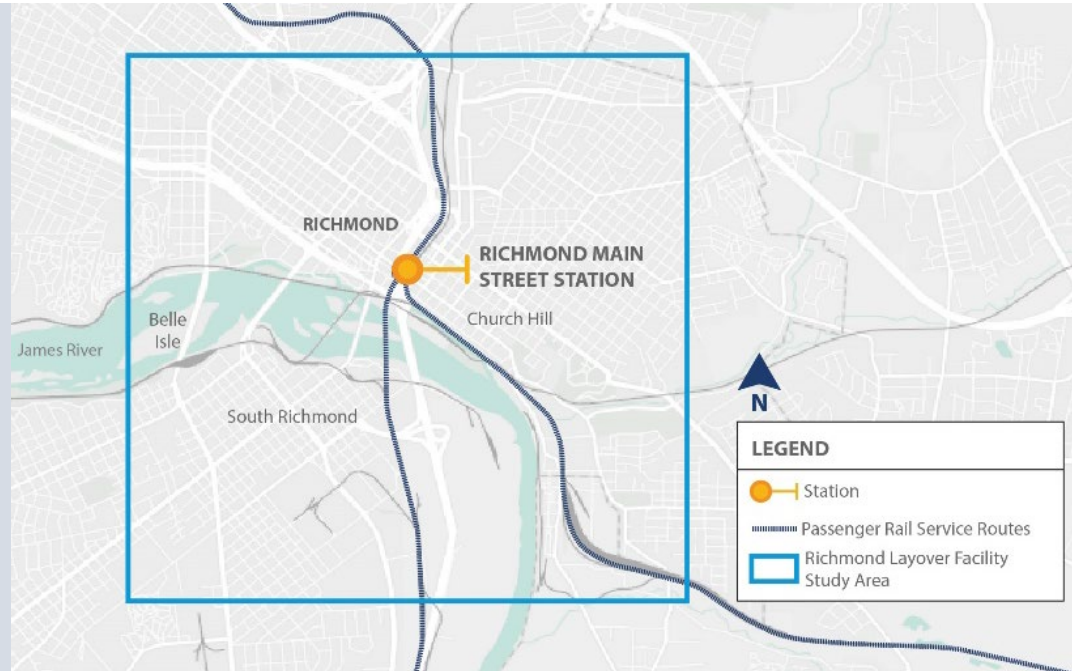 RICHMOND
RICHMOND MAIN
STREET STATION
Belle
Isle
Church Hill
James River
South Richmond
N
LEGEND
Station
Passenger Rail Service Routes
Richmond Layover Facility
Study Area